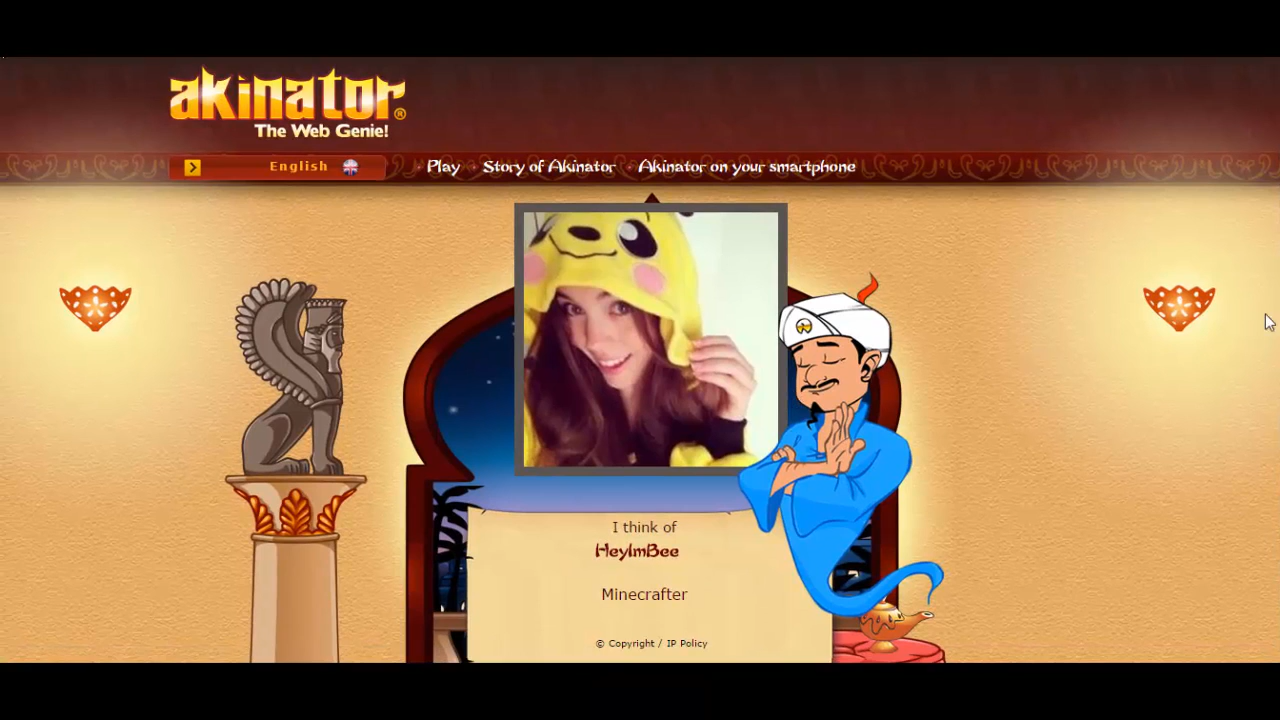 akinator®
The Web Genie!
English
Play
Story of Akinator
Akinator on your smartphone
I think of
HeyImBee
Minecrafter
© Copyright / IP Policy